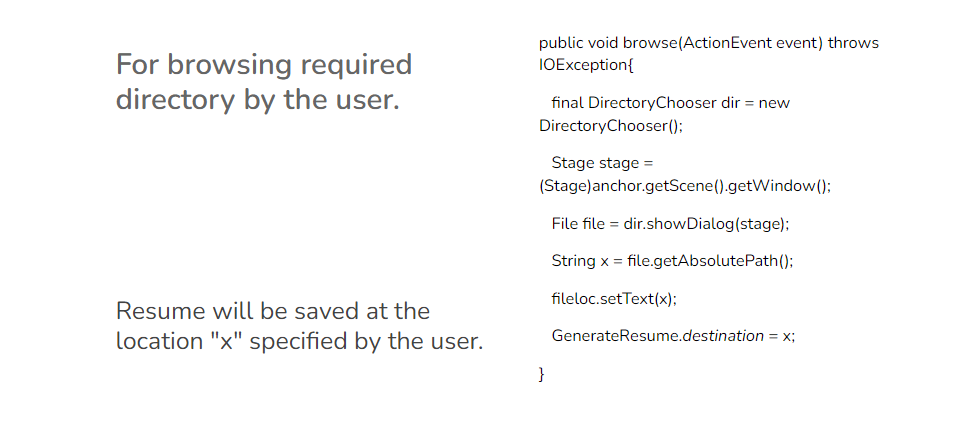 For browsing required
directory by the user.
Resume will be saved at the
location "x" specified by the user.
public void browse(ActionEvent event) throws
IOException{
final DirectoryChooser dir = new
DirectoryChooser();
Stage stage =
(Stage)anchor.getScene().getWindow();
File file = dir.showDialog(stage);
String x = file.getAbsolutePath();
fileloc.setText(x);
GenerateResume.destination = x;
}